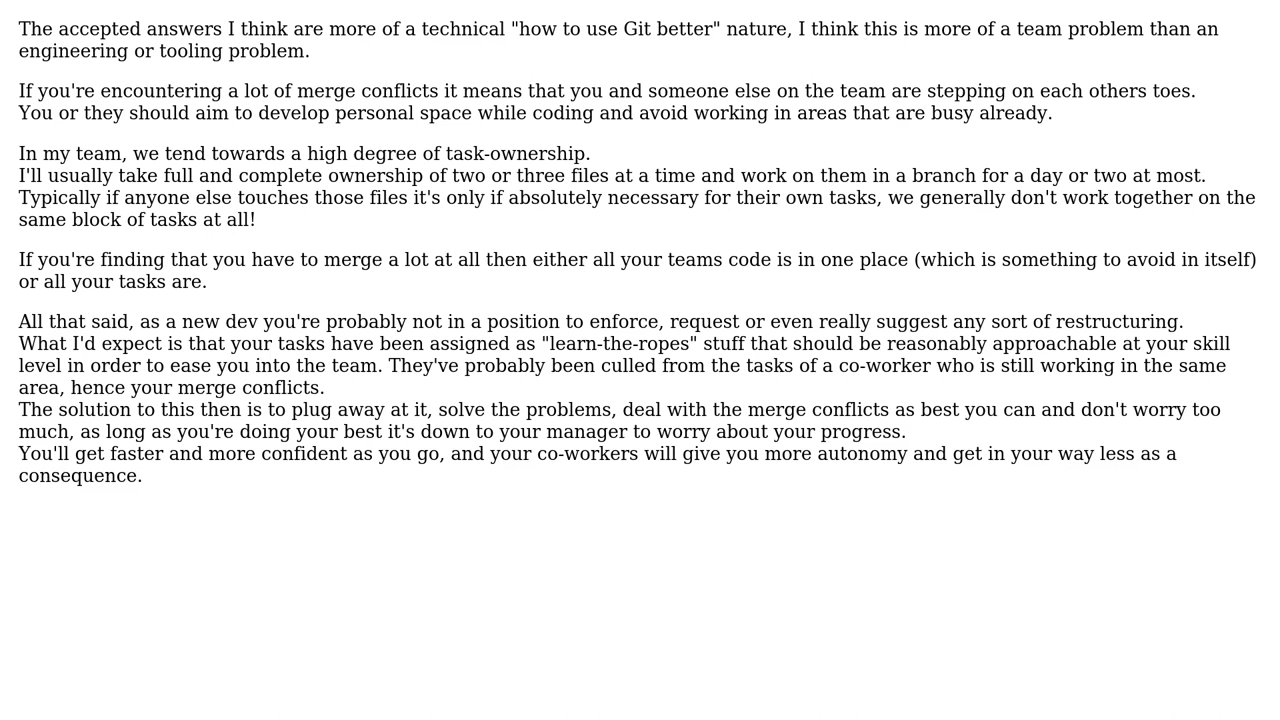 The accepted answers I think are more of a technical "how to use Git better" nature, I think this is more of a team problem than an
engineering or tooling problem.
If you're encountering a lot of merge conflicts it means that you and someone else on the team are stepping on each others toes.
You or they should aim to develop personal space while coding and avoid working in areas that are busy already.
In my team, we tend towards a high degree of task-ownership.
I'll usually take full and complete ownership of two or three files at a time and work on them in a branch for a day or two at most.
Typically if anyone else touches those files it's only if absolutely necessary for their own tasks, we generally don't work together on the
same block of tasks at all!
If you're finding that you have to merge a lot at all then either all your teams code is in one place (which is something to avoid in itself)
or all your tasks are.
All that said, as a new dev you're probably not in a position to enforce, request or even really suggest any sort of restructuring.
What I'd expect is that your tasks have been assigned as "learn-the-ropes" stuff that should be reasonably approachable at your skill
level in order to ease you into the team. They've probably been culled from the tasks of a co-worker who is still working in the same
area, hence your merge conflicts.
The solution to this then is to plug away at it, solve the problems, deal with the merge conflicts as best you can and don't worry too
much, as long as you're doing your best it's down to your manager to worry about your progress.
You'll get faster and more confident as you go, and your co-workers will give you more autonomy and get in your way less as a
consequence.